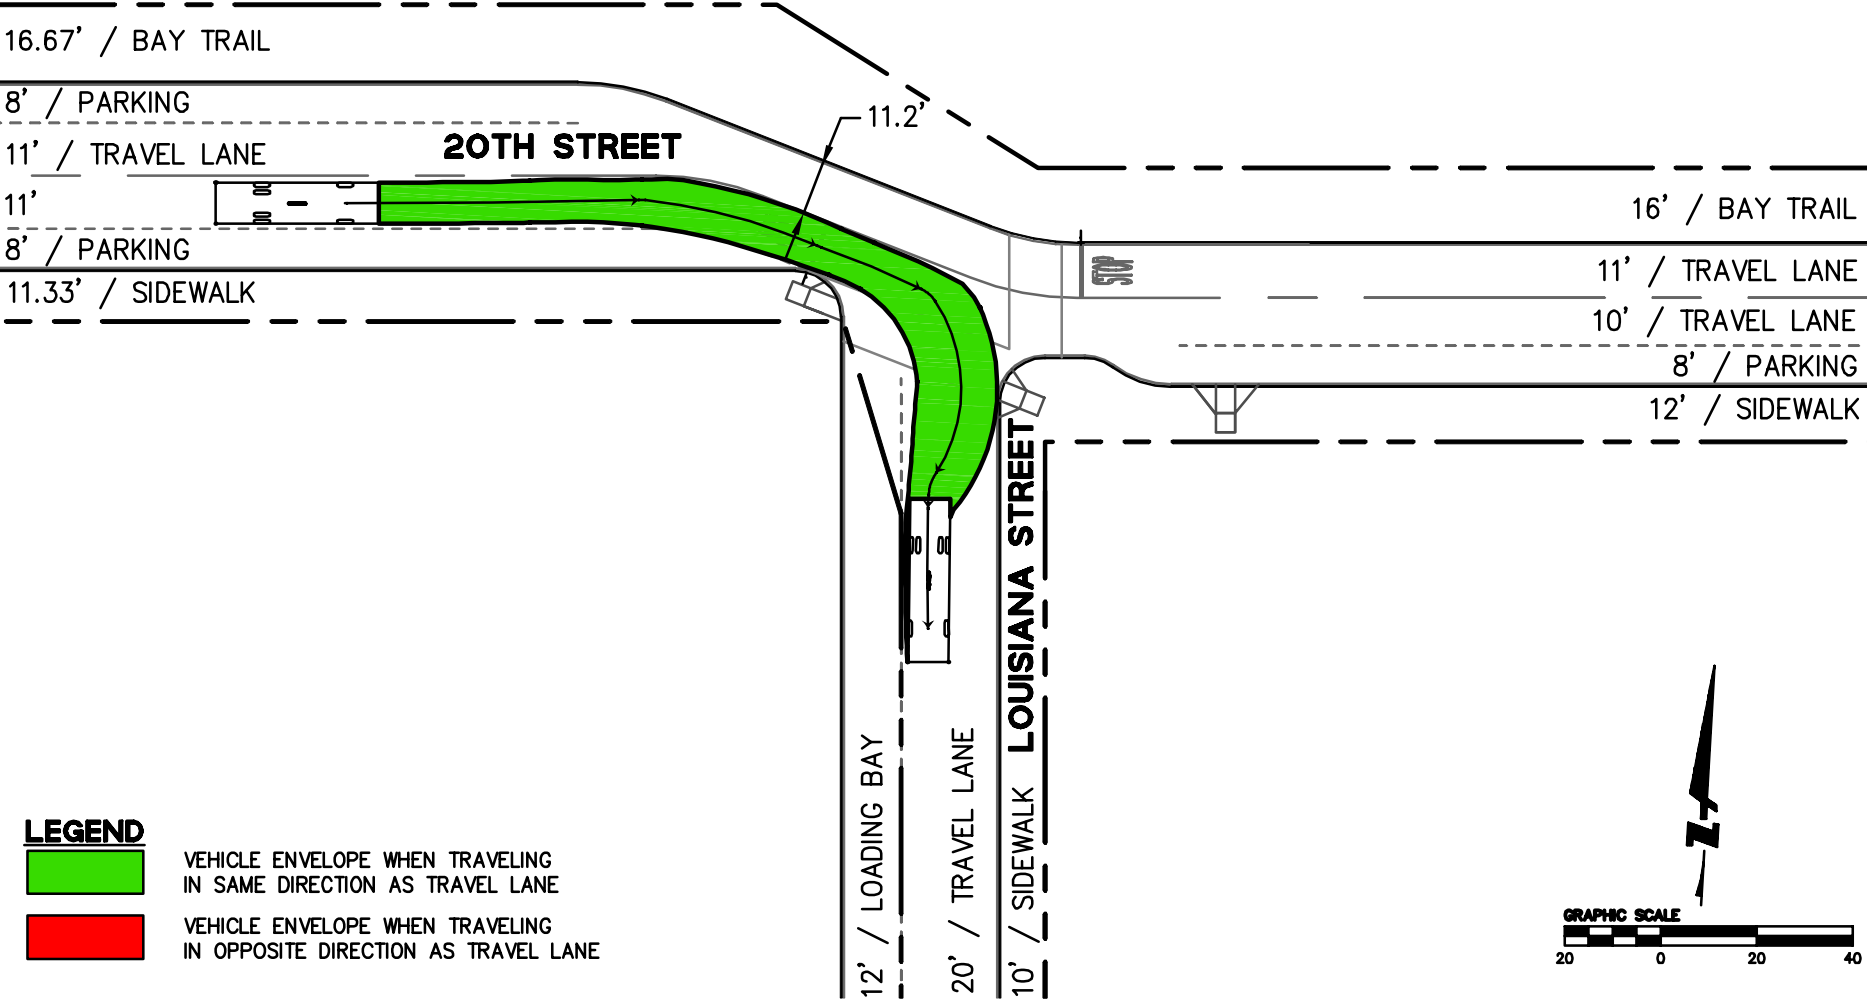 16.67' / BAY TRAIL
8' / PARKING
11' / TRAVEL LANE
11'
8' / PARKING
11.33' / SIDEWALK
20TH STREET
11.2'
STOP
16' / BAY TRAIL
11' / TRAVEL LANE
10' / TRAVEL LANE
8' / PARKING
12' / SIDEWALK
12' / LOADING BAY
20' / TRAVEL LANE
10' / SIDEWALK
LOUISIANA STREET
LEGEND
VEHICLE ENVELOPE WHEN TRAVELING
IN SAME DIRECTION AS TRAVEL LANE
VEHICLE ENVELOPE WHEN TRAVELING
IN OPPOSITE DIRECTION AS TRAVEL LANE
N
GRAPHIC SCALE
20 0 20 40